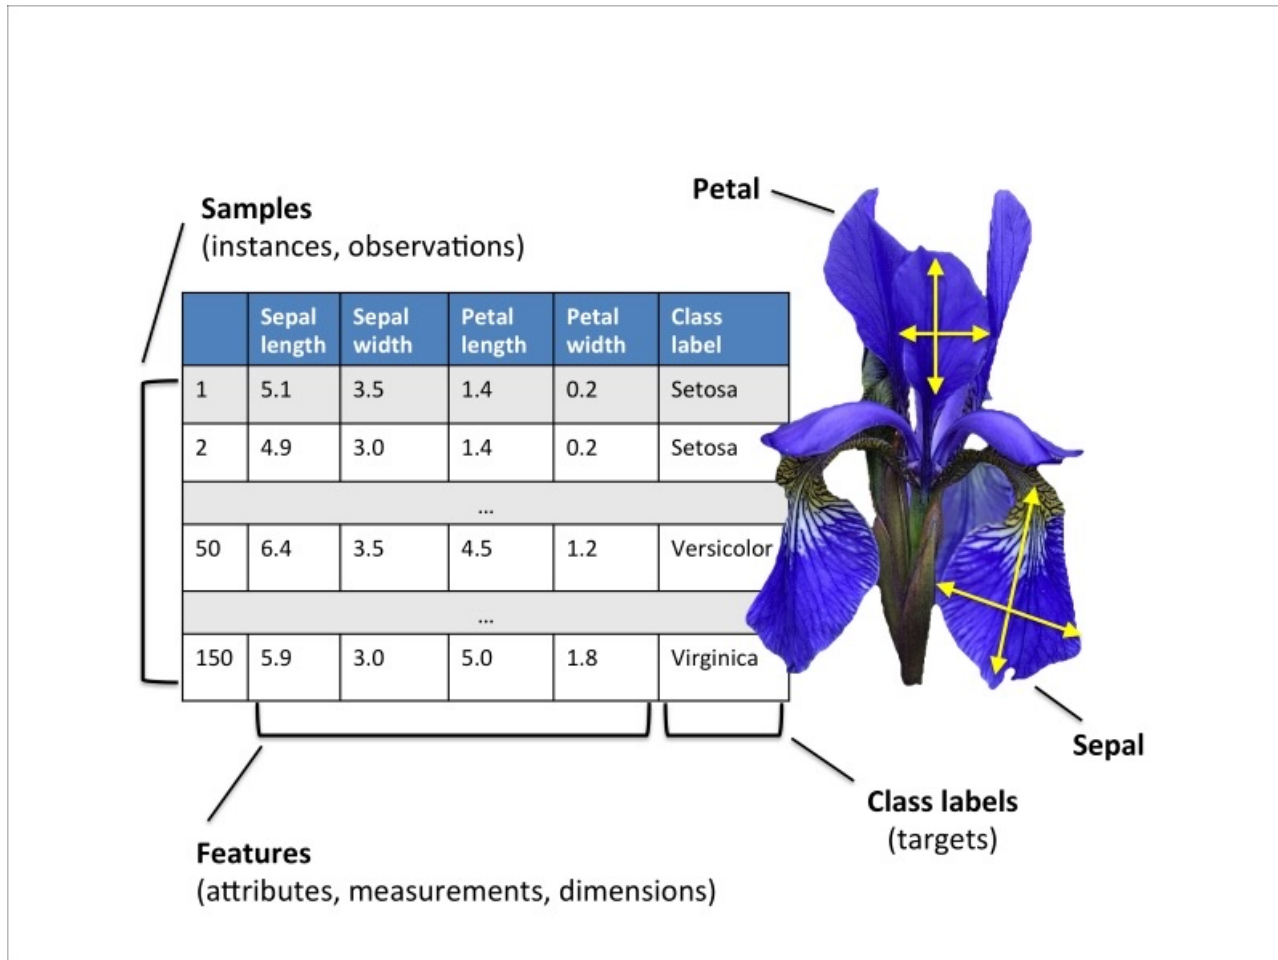 Petal
Samples
(instances, observations)
Sepal length Sepal width Petal length Petal width Class label
1 5.1 3.5 1.4 0.2 Setosa
2 4.9 3.0 1.4 0.2 Setosa
...
50 6.4 3.5 4.5 1.2 Versicolor
...
150 5.9 3.0 5.0 1.8 Virginica
Sepal
Class labels
(targets)
Features
(attributes, measurements, dimensions)